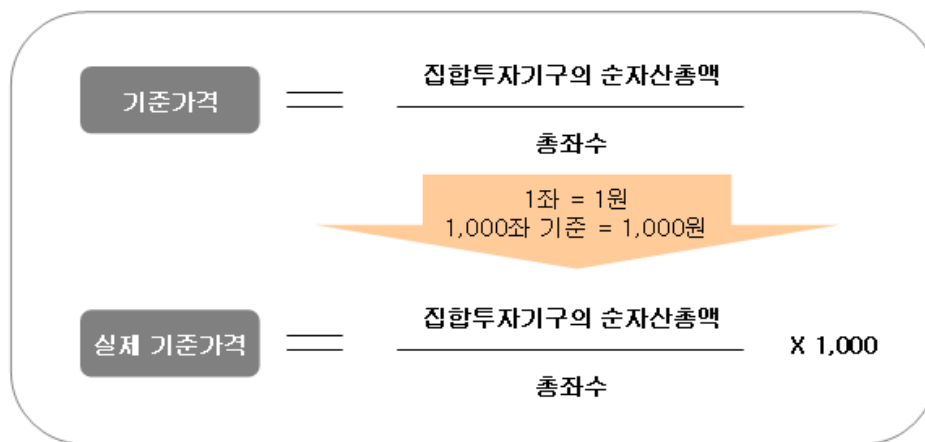 집합투자기구의 순자산총액
기준가격
총좌수
1좌 = 1원
1,000좌 기준 = 1,000원
집합투자기구의 순자산총액
실제 기준가격
X 1,000
총좌수